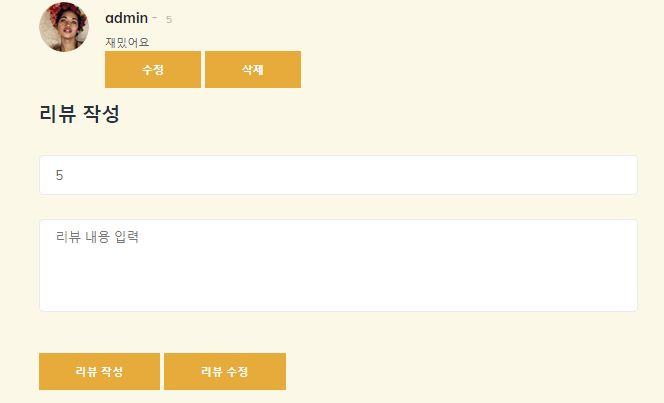 admin - 5
재밌어요
수정 삭제
리뷰 작성
5
리뷰 내용 입력
리뷰 작성 리뷰 수정